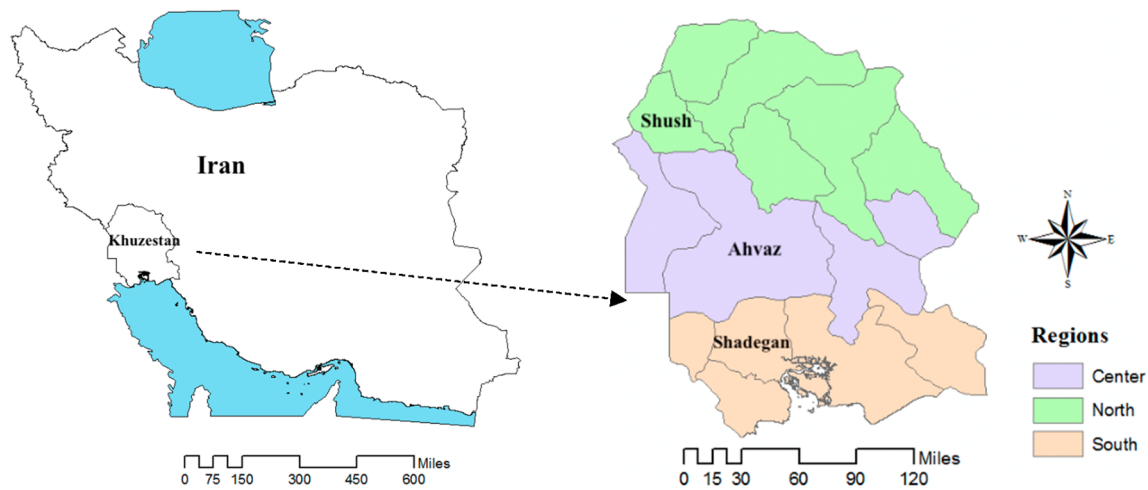 Iran
Khuzestan
0 75 150 300 450 600
Miles
Shush
Ahvaz
Shadegan
0 15 30 60 90 120
Miles
N
W E
S
Regions
Center
North
South